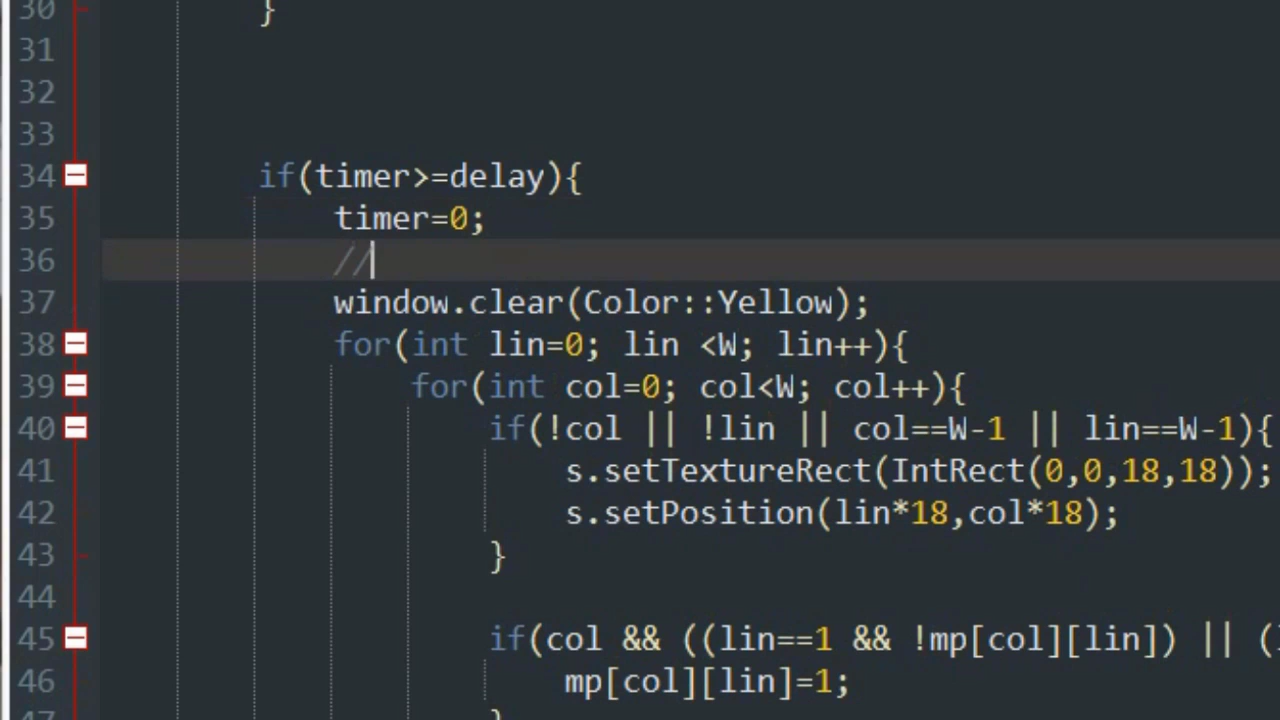 30 }
31
32
33
34 if(timer>=delay){
35 timer=0;
36 //
37 window.clear(Color::Yellow);
38 for(int lin=0; lin <W; lin++){
39 for(int col=0; col<W; col++){
40 if(!col || !lin || col==W-1 || lin==W-1){
41 s.setTextureRect(IntRect(0,0,18,18));
42 s.setPosition(lin*18,col*18);
43 }
44
45 if(col && ((lin==1 && !mp[col][lin]) || (
46 mp[col][lin]=1;
47 }